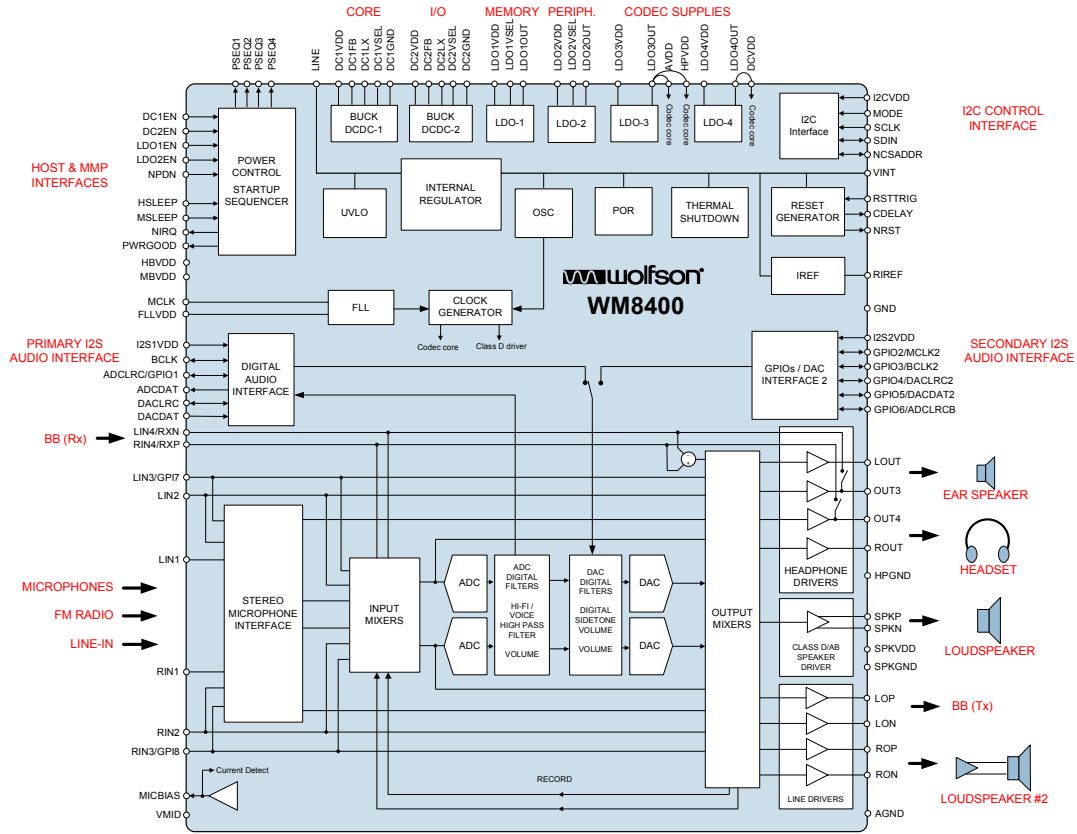 CORE
I/O
MEMORY
PERIPH.
CODEC SUPPLIES
PSEQ1
PSEQ2
PSEQ3
PSEQ4
LINE
DC1VDD
DC1FB
DC1LX
DC1VSEL
DC1GND
DC2VDD
DC2FB
DC2LX
DC2VSEL
DC2GND
LDO1VDD
LDO1VSEL
LDO1OUT
LDO2VDD
LDO2VSEL
LDO2OUT
LDO3VDD
LDO3OUT
AVDD
HPVDD
LDO4VDD
LDO4OUT
DCVDD
HOST & MMP
INTERFACES
DC1EN
DC2EN
LDO1EN
LDO2EN
NPDN
HSLEEP
MSLEEP
NIRQ
PWRGOOD
HBVDD
MBVDD
MCLK
FLLVDD
POWER
CONTROL
STARTUP
SEQUENCER
BUCK
DCDC-1
BUCK
DCDC-2
LDO-1
LDO-2
LDO-3
Codec core
Codec core
LDO-4
Codec core
I2C
Interface
I2CVDD
MODE
SCLK
SDIN
NCSADDR
I2C CONTROL
INTERFACE
VINT
UVLO
INTERNAL
REGULATOR
OSC
POR
THERMAL
SHUTDOWN
RESET
GENERATOR
RSTTRIG
CDELAY
NRST
IREF
RIREF
GND
wolfson
WM8400
FLL
CLOCK
GENERATOR
Codec core
Class D driver
PRIMARY I2S
AUDIO INTERFACE
I2S1VDD
BCLK
ADCLRC/GPIO1
ADCDAT
DACLRC
DACDAT
DIGITAL
AUDIO
INTERFACE
GPIOs / DAC
INTERFACE 2
I2S2VDD
GPIO2/MCLK2
GPIO3/BCLK2
GPIO4/DACLRC2
GPIO5/DACDAT2
GPIO6/ADCLRCB
SECONDARY I2S
AUDIO INTERFACE
BB (Rx)
LIN4/RXN
RIN4/RXP
LIN3/GPI7
LIN2
LIN1
MICROPHONES
FM RADIO
LINE-IN
RIN1
RIN2
RIN3/GPI8
MICBIAS
VMID
Current Detect
STEREO
MICROPHONE
INTERFACE
INPUT
MIXERS
ADC
ADC
ADC
DIGITAL
FILTERS
HI-FI /
VOICE
HIGH PASS
FILTER
VOLUME
DAC
DIGITAL
FILTERS
DIGITAL
SIDETONE
VOLUME
VOLUME
DAC
DAC
OUTPUT
MIXERS
RECORD
HEADPHONE
DRIVERS
CLASS D/AB
SPEAKER
DRIVER
LINE DRIVERS
LOUT
OUT3
OUT4
ROUT
HPGND
SPKP
SPKN
SPKVDD
SPKGND
LOP
LON
ROP
RON
AGND
EAR SPEAKER
HEADSET
LOUDSPEAKER
BB (Tx)
LOUDSPEAKER #2